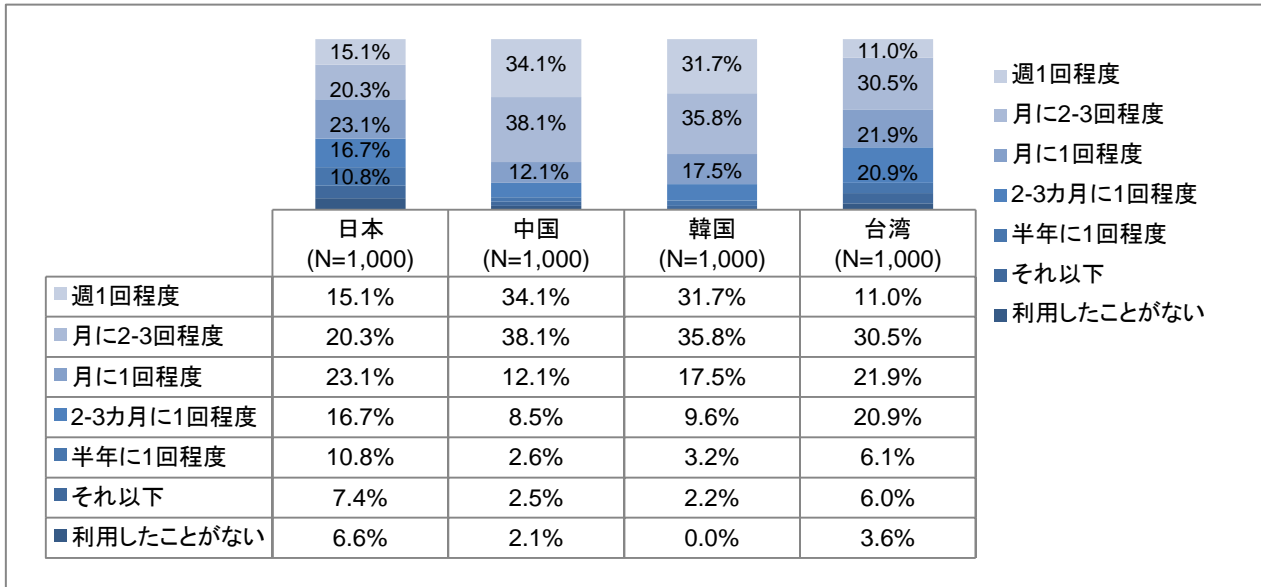 15.1%
34.1%
31.7%
11.0%
20.3%
38.1%
35.8%
30.5%
23.1%
12.1%
17.5%
21.9%
16.7%
20.9%
10.8%
週1回程度
月に2-3回程度
月に1回程度
2-3カ月に1回程度
半年に1回程度
それ以下
利用したことがない
日本 中国 韓国 台湾
(N=1,000) (N=1,000) (N=1,000) (N=1,000)
週1回程度 15.1% 34.1% 31.7% 11.0%
月に2-3回程度 20.3% 38.1% 35.8% 30.5%
月に1回程度 23.1% 12.1% 17.5% 21.9%
2-3カ月に1回程度 16.7% 8.5% 9.6% 20.9%
半年に1回程度 10.8% 2.6% 3.2% 6.1%
それ以下 7.4% 2.5% 2.2% 6.0%
利用したことがない 6.6% 2.1% 0.0% 3.6%